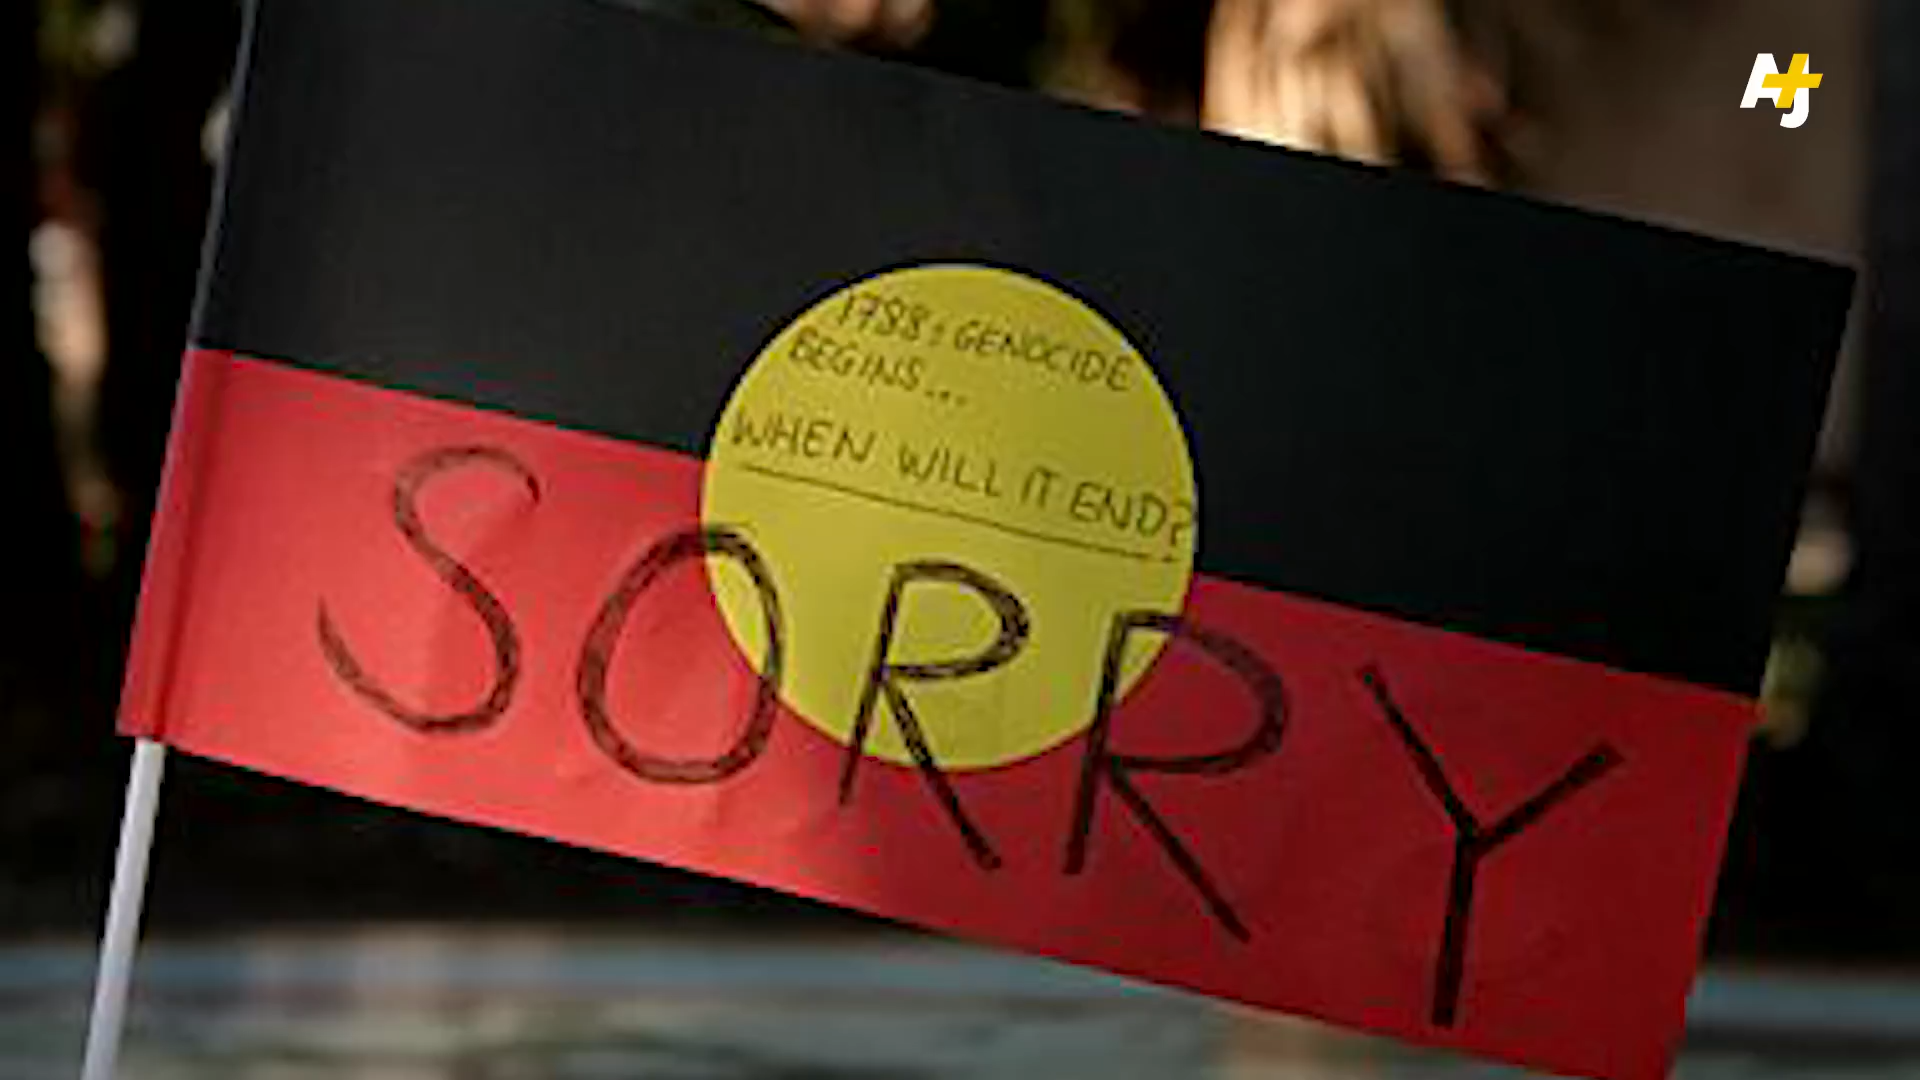 AJ+
1788: GENOCIDE
BEGINS...
WHEN WILL IT END?
SORRY